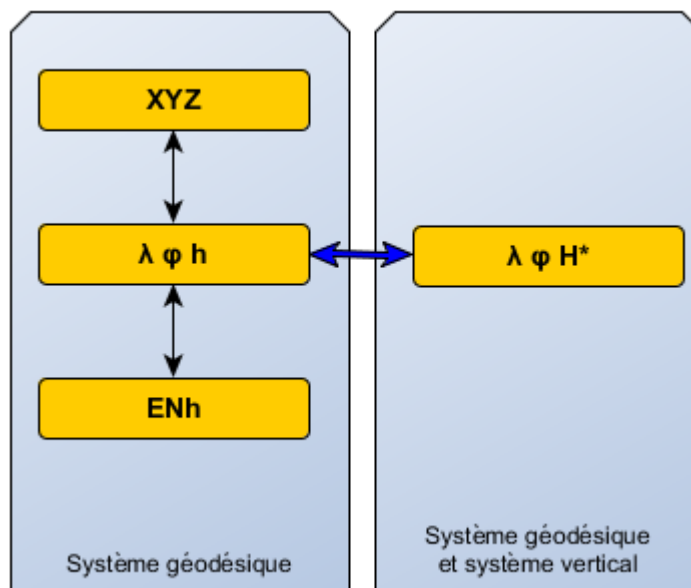 XYZ
λ φ h
λ φ H*
ENh
Système géodésique
Système géodésique
et système vertical